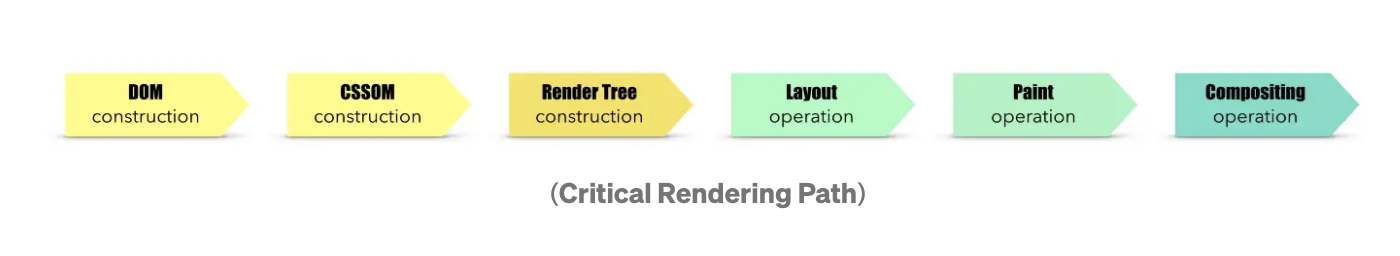 DOM
construction
CSSOM
construction
Render Tree
construction
Layout
operation
Paint
operation
Compositing
operation
(Critical Rendering Path)